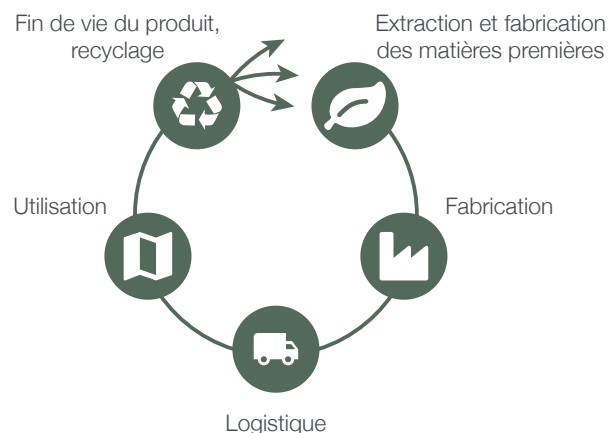 Fin de vie du produit,
recyclage
Extraction et fabrication
des matières premières
Utilisation
Fabrication
Logistique